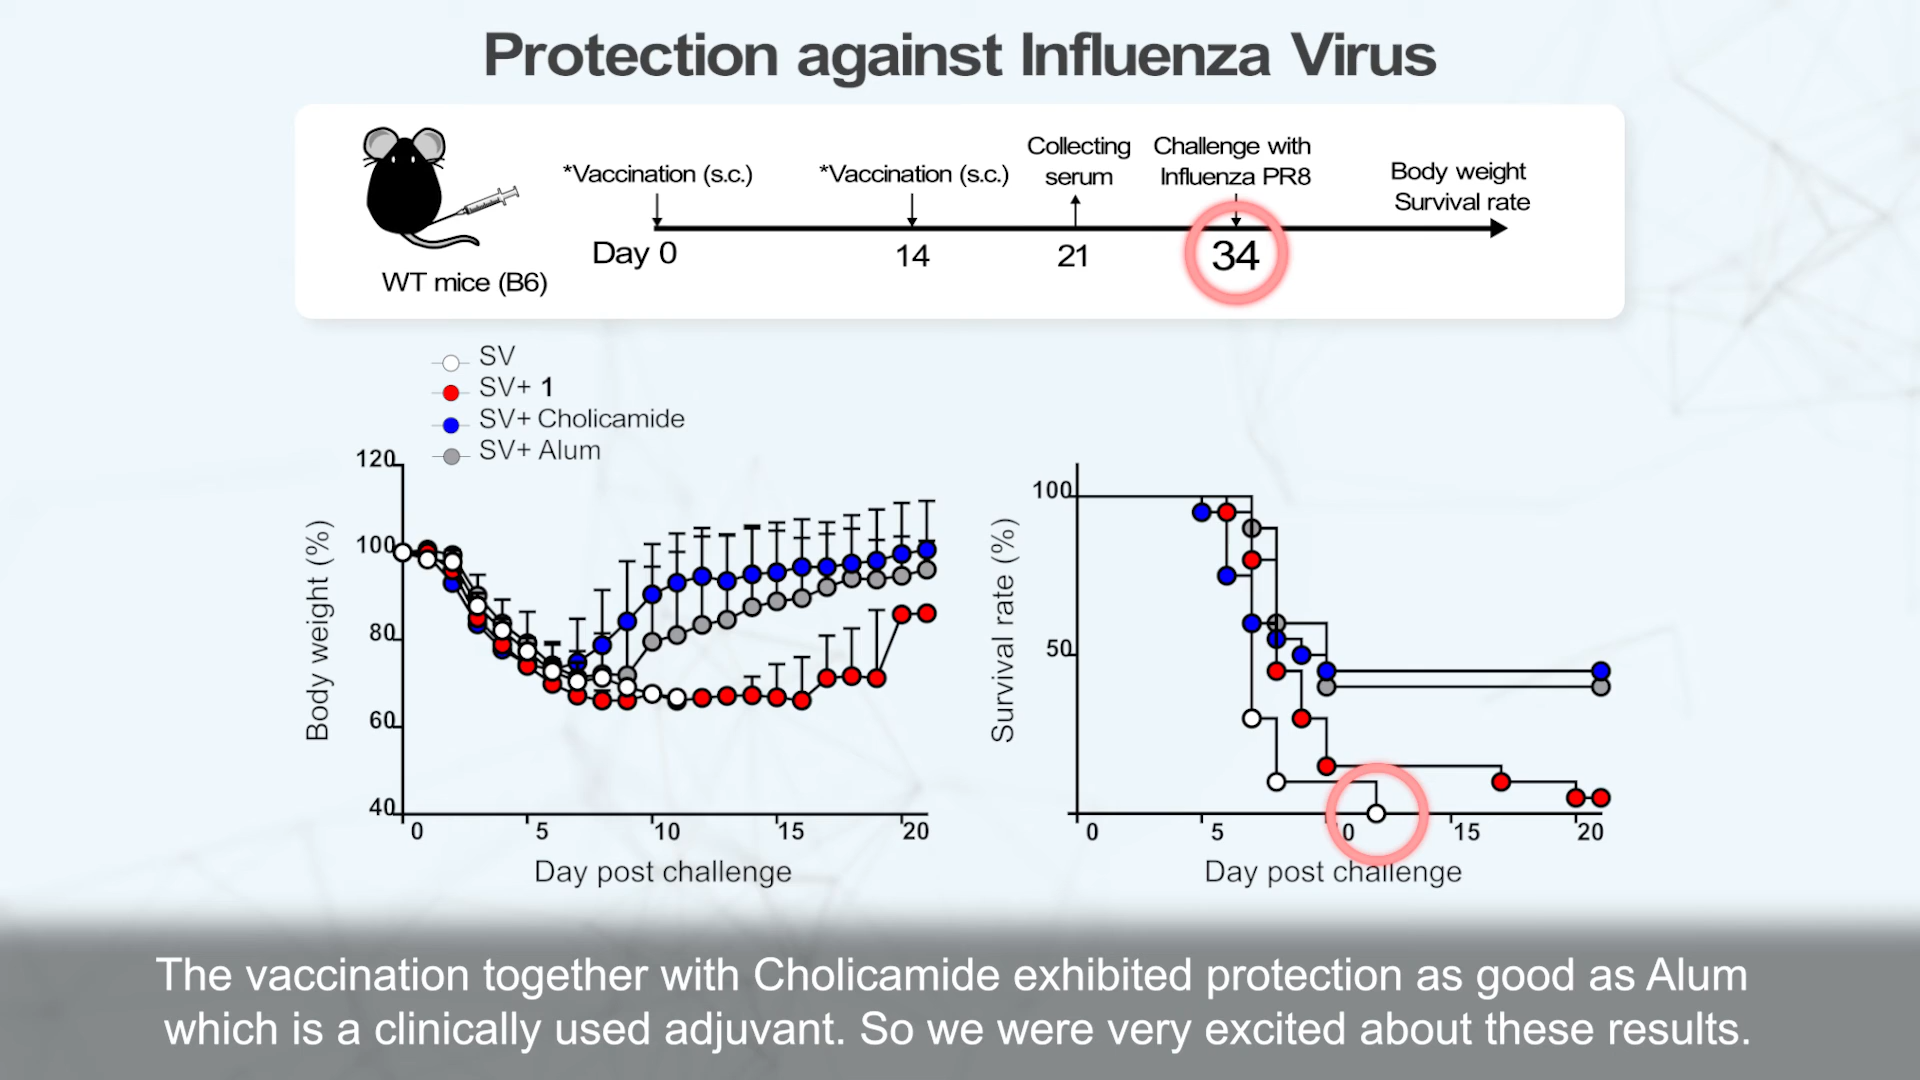 Protection against Influenza Virus
*Vaccination (s.c.)
*Vaccination (s.c.)
Collecting
serum
Challenge with
Influenza PR8
Body weight
Survival rate
Day 0
14
21
34
WT mice (B6)
SV
SV+ 1
SV+ Cholicamide
SV+ Alum
Body weight (%)
120
100
80
60
40
0
5
10
15
20
Day post challenge
Survival rate (%)
100
50
0
5
10
15
20
Day post challenge
The vaccination together with Cholicamide exhibited protection as good as Alum
which is a clinically used adjuvant. So we were very excited about these results.